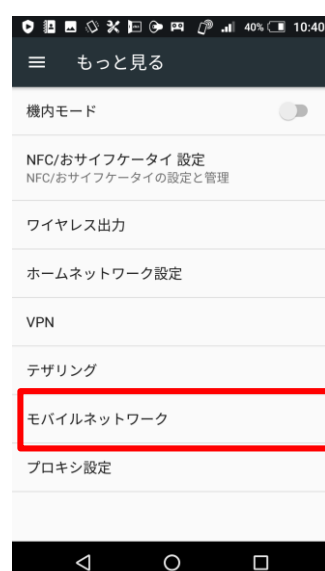 40% 10:40
もっと見る
機内モード
NFC/おサイフケータイ 設定
NFC/おサイフケータイの設定と管理
ワイヤレス出力
ホームネットワーク設定
VPN
テザリング
モバイルネットワーク
プロキシ設定